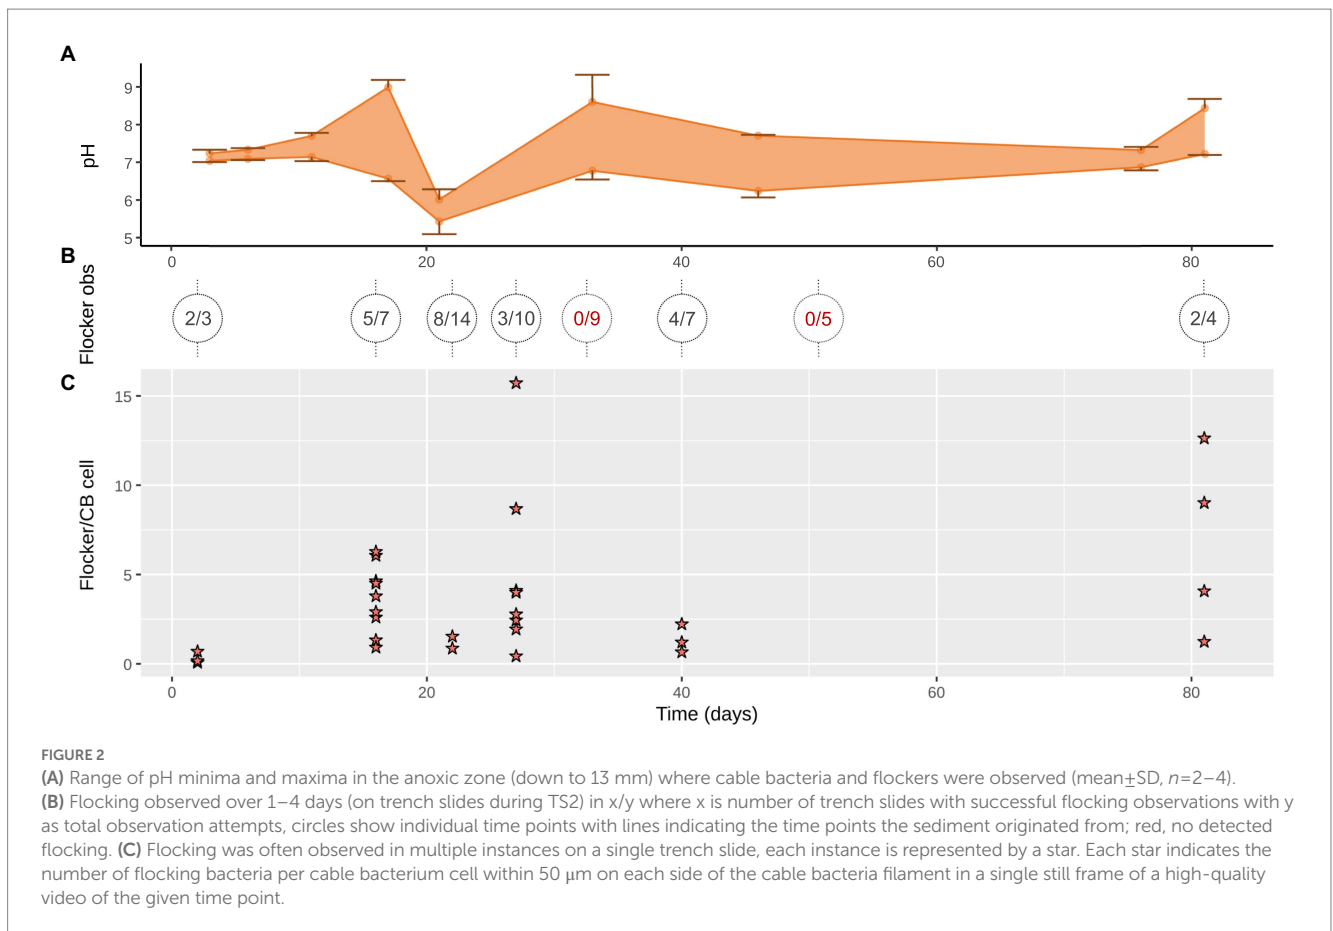 A
9
8
7
6
5
pH
0 20 40 60 80
B
Flocker obs
2/3 5/7 8/14 3/10 0/9 4/7 0/5 2/4
C
15
10
5
0
Flocker/CB cell
0 20 40 60 80
Time (days)
FIGURE 2
(A) Range of pH minima and maxima in the anoxic zone (down to 13 mm) where cable bacteria and flockers were observed (mean±SD, n=2–4).
(B) Flocking observed over 1–4 days (on trench slides during TS2) in x/y where x is number of trench slides with successful flocking observations with y
as total observation attempts, circles show individual time points with lines indicating the time points the sediment originated from; red, no detected
flocking. (C) Flocking was often observed in multiple instances on a single trench slide, each instance is represented by a star. Each star indicates the
number of flocking bacteria per cable bacterium cell within 50 μm on each side of the cable bacteria filament in a single still frame of a high-quality
video of the given time point.